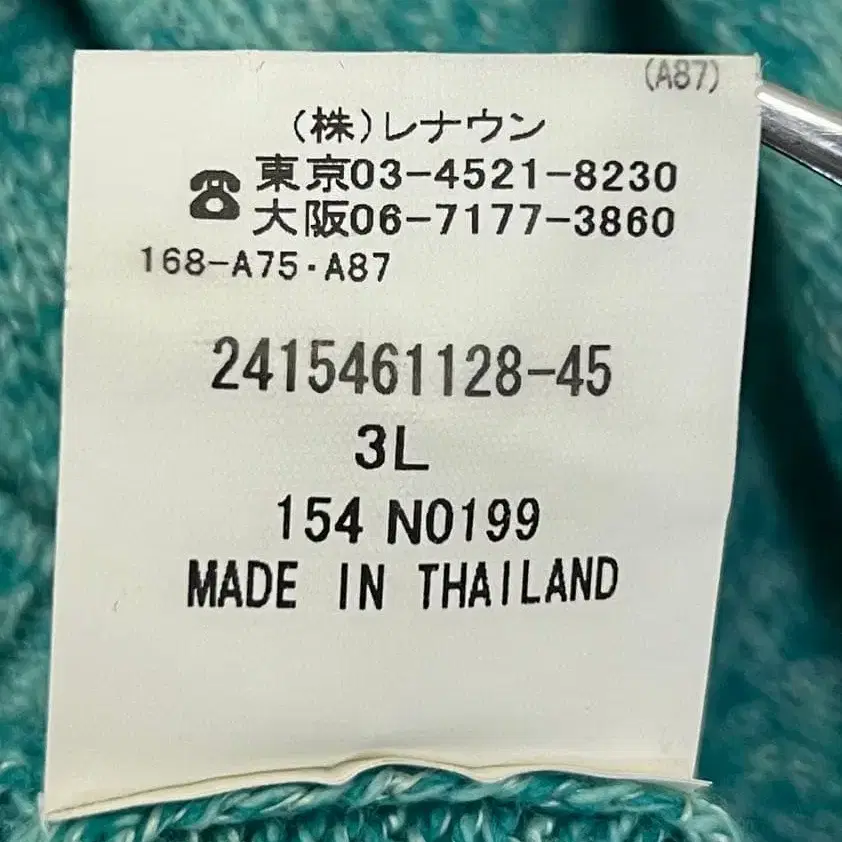 (A87)
(株)レナウン
☎東京03-4521-8230
大阪06-7177-3860
168-A75・A87
2415461128-45
3L
154 N0199
MADE IN THAILAND